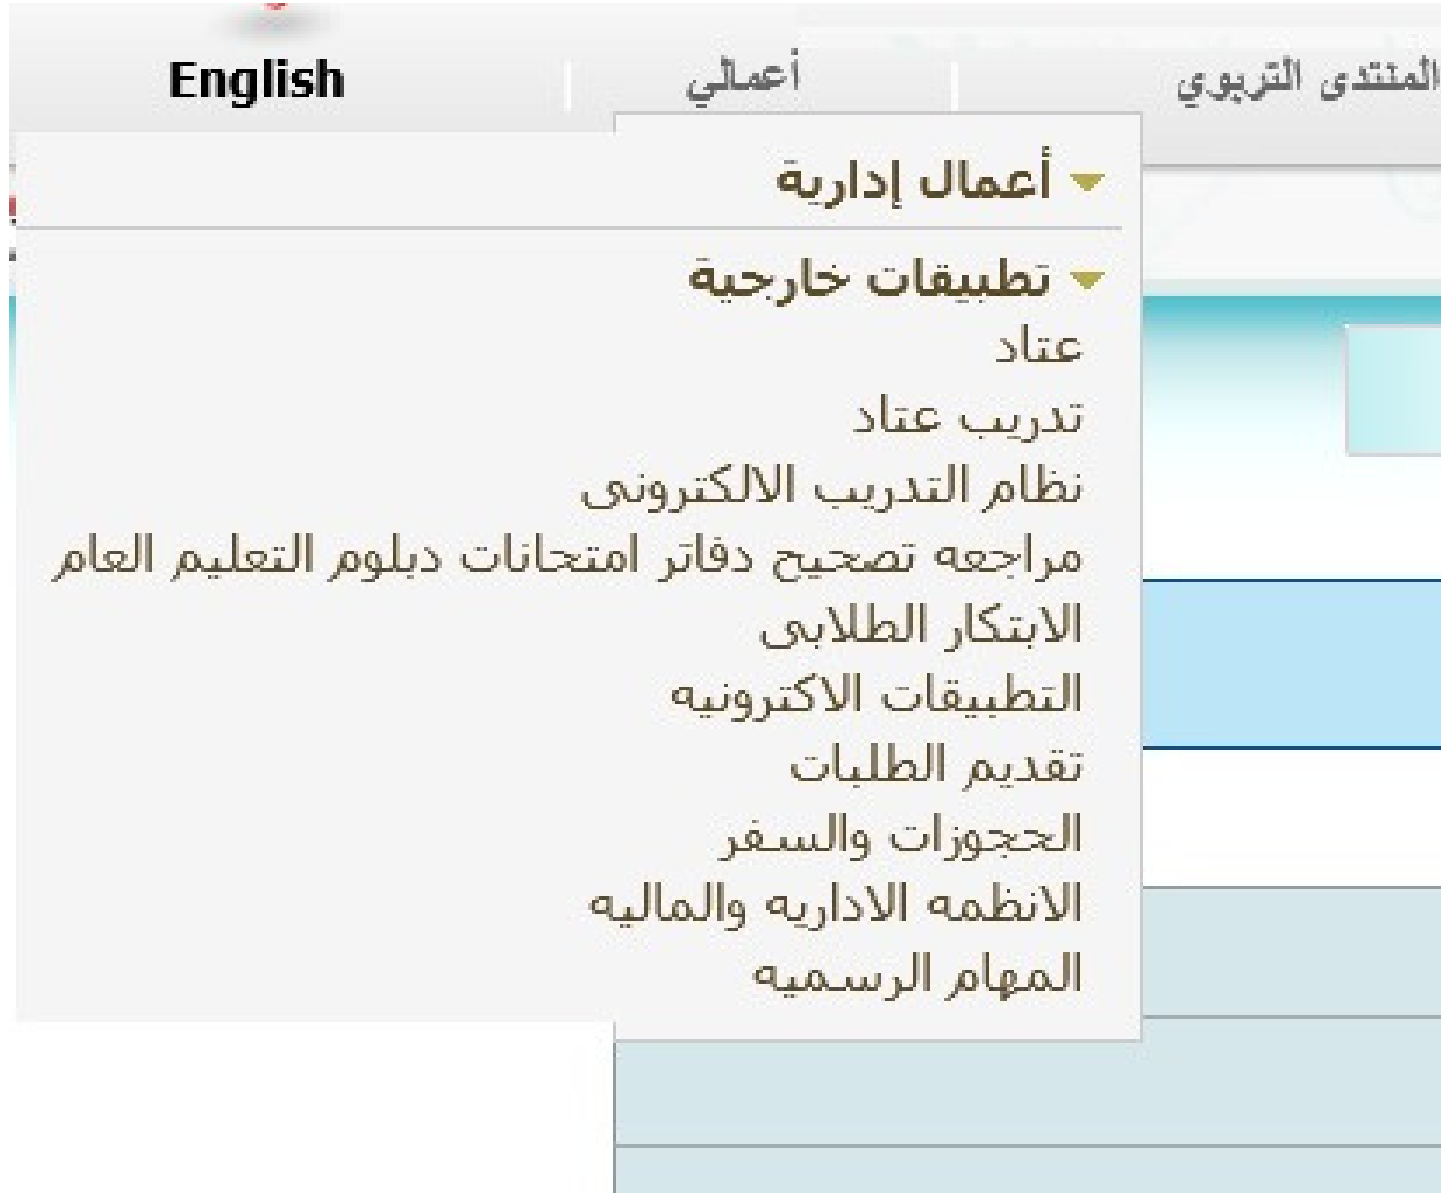 المنتدى التربوي أعمالي English
أعمال إدارية
تطبيقات خارجية
عتاد
تدريب عتاد
نظام التدريب الالكترونى
مراجعه تصحيح دفاتر امتحانات دبلوم التعليم العام
الابتكار الطلابى
التطبيقات الاكترونيه
تقديم الطلبات
الحجوزات والسفر
الانظمه الاداريه والماليه
المهام الرسميه